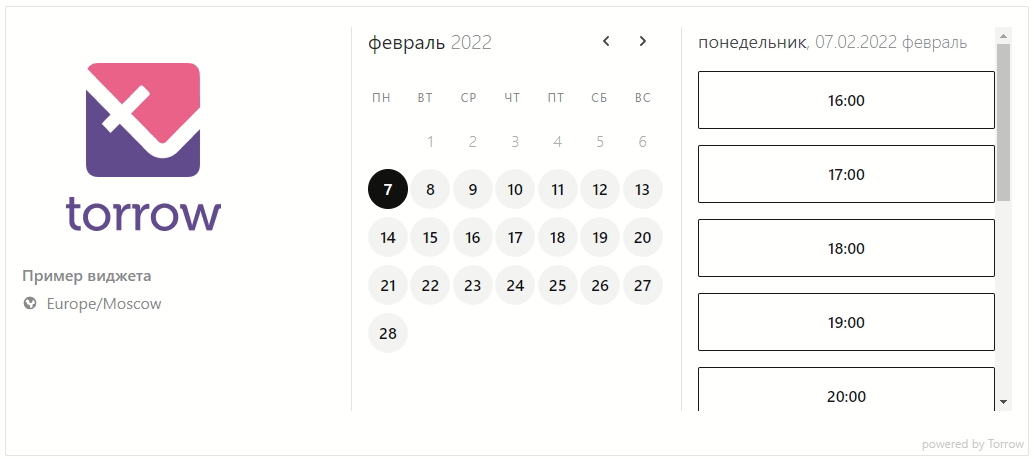 torrow
Пример виджета
Europe/Moscow
февраль 2022
ПН ВТ СР ЧТ ПТ СБ ВС
1 2 3 4 5 6
7 8 9 10 11 12 13
14 15 16 17 18 19 20
21 22 23 24 25 26 27
28
понедельник, 07.02.2022 февраль
16:00
17:00
18:00
19:00
20:00
powered by Torrow